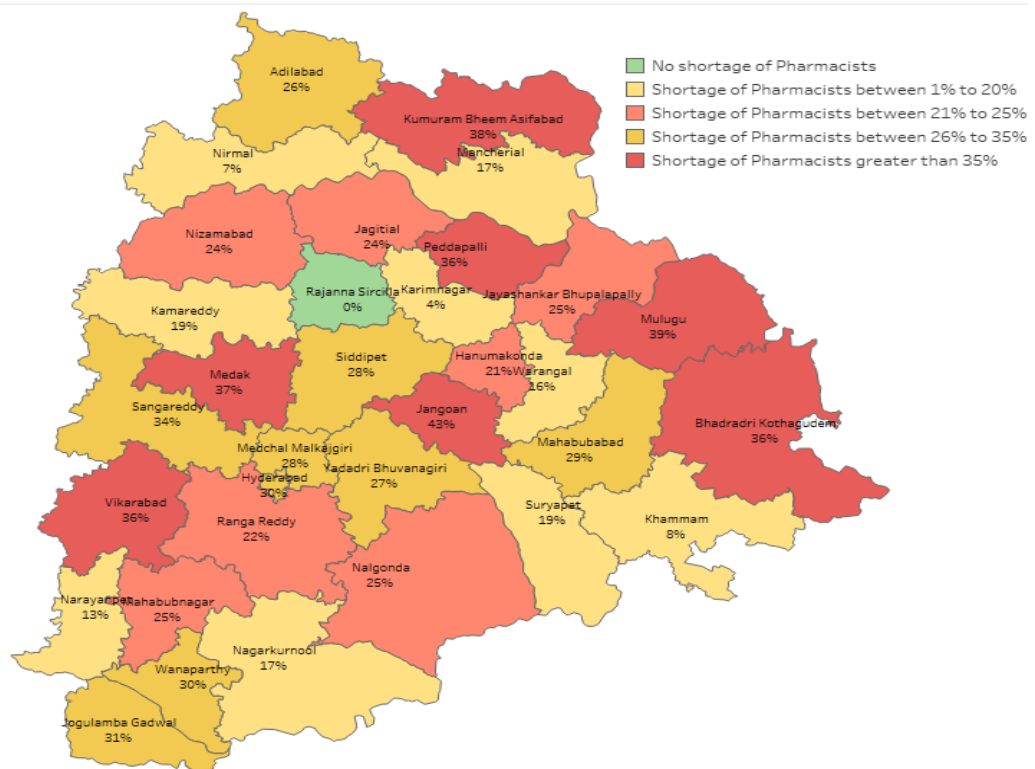 Adilabad
26%
No shortage of Pharmacists
Shortage of Pharmacists between 1% to 20%
Shortage of Pharmacists between 21% to 25%
Shortage of Pharmacists between 26% to 35%
Shortage of Pharmacists greater than 35%
Kumuram Bheem Asifabad
38%
Nirmal
7%
Mancherial
17%
Nizamabad
24%
Jagitial
24%
Peddapalli
36%
Rajanna Sircilla
0%
Karimnagar
4%
Jayashankar Bhupalapally
25%
Kamareddy
19%
Mulugu
39%
Siddipet
28%
Hanumakonda
21%
Warangal
16%
Medak
37%
Sangareddy
34%
Jangoan
43%
Bhadradri Kothagudem
36%
Mahabubabad
29%
Medchal Malkajgiri
28%
Yadadri Bhuvanagiri
27%
Hyderabad
30%
Vikarabad
36%
Ranga Reddy
22%
Suryapet
19%
Khammam
8%
Nalgonda
25%
Narayanpet
13%
Mahabubnagar
25%
Nagarkurnool
17%
Wanaparthy
30%
Jogulamba Gadwal
31%